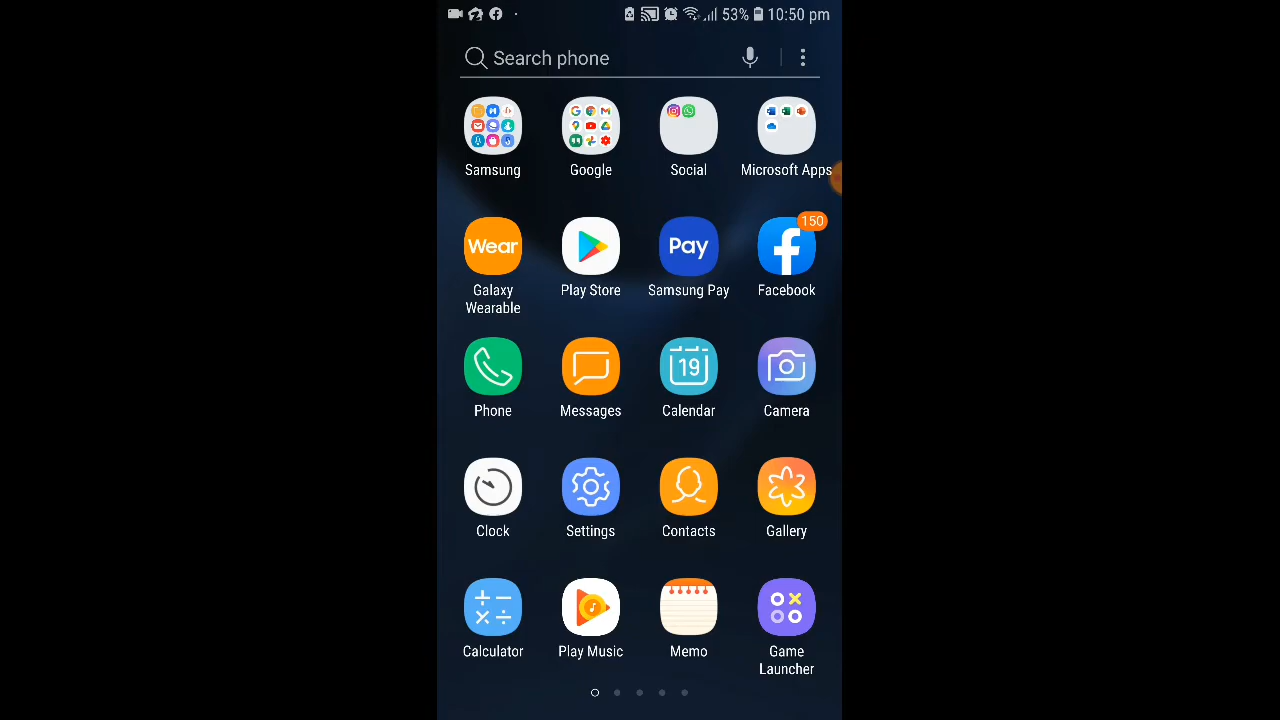 53% 10:50 pm
Search phone
Samsung Google Social Microsoft Apps
150
Wear Pay
Galaxy Wearable Play Store Samsung Pay Facebook
19
Phone Messages Calendar Camera
Clock Settings Contacts Gallery
Calculator Play Music Memo Game Launcher